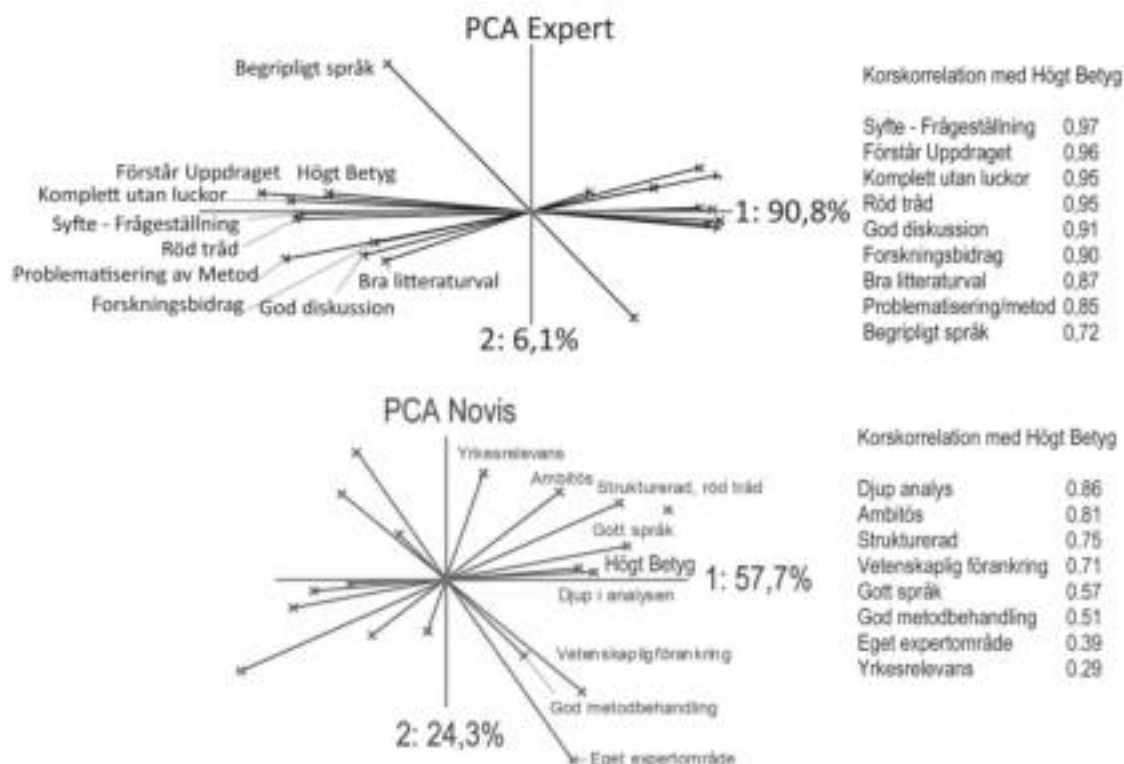 PCA Expert
Begripligt språk
Förstår Uppdraget
Högt Betyg
Komplett utan luckor
Syfte - Frågeställning
Röd tråd
Problematisering av Metod
Bra litteraturval
Forskningsbidrag
God diskussion
1: 90,8%
2: 6,1%
Korskorrelation med Högt Betyg
Syfte - Frågeställning 0,97
Förstår Uppdraget 0,96
Komplett utan luckor 0,95
Röd tråd 0,95
God diskussion 0,91
Forskningsbidrag 0,90
Bra litteraturval 0,87
Problematisering/metod 0,85
Begripligt språk 0,72
PCA Novis
Yrkesrelevans
Ambitös
Strukturerad, röd tråd
Gott språk
Högt Betyg
1: 57,7%
Djup i analysen
Vetenskaplig förankring
God metodbehandling
2: 24,3%
Eget expertområde
Korskorrelation med Högt Betyg
Djup analys 0.86
Ambitös 0.81
Strukturerad 0.75
Vetenskaplig förankring 0.71
Gott språk 0.57
God metodbehandling 0.51
Eget expertområde 0.39
Yrkesrelevans 0.29